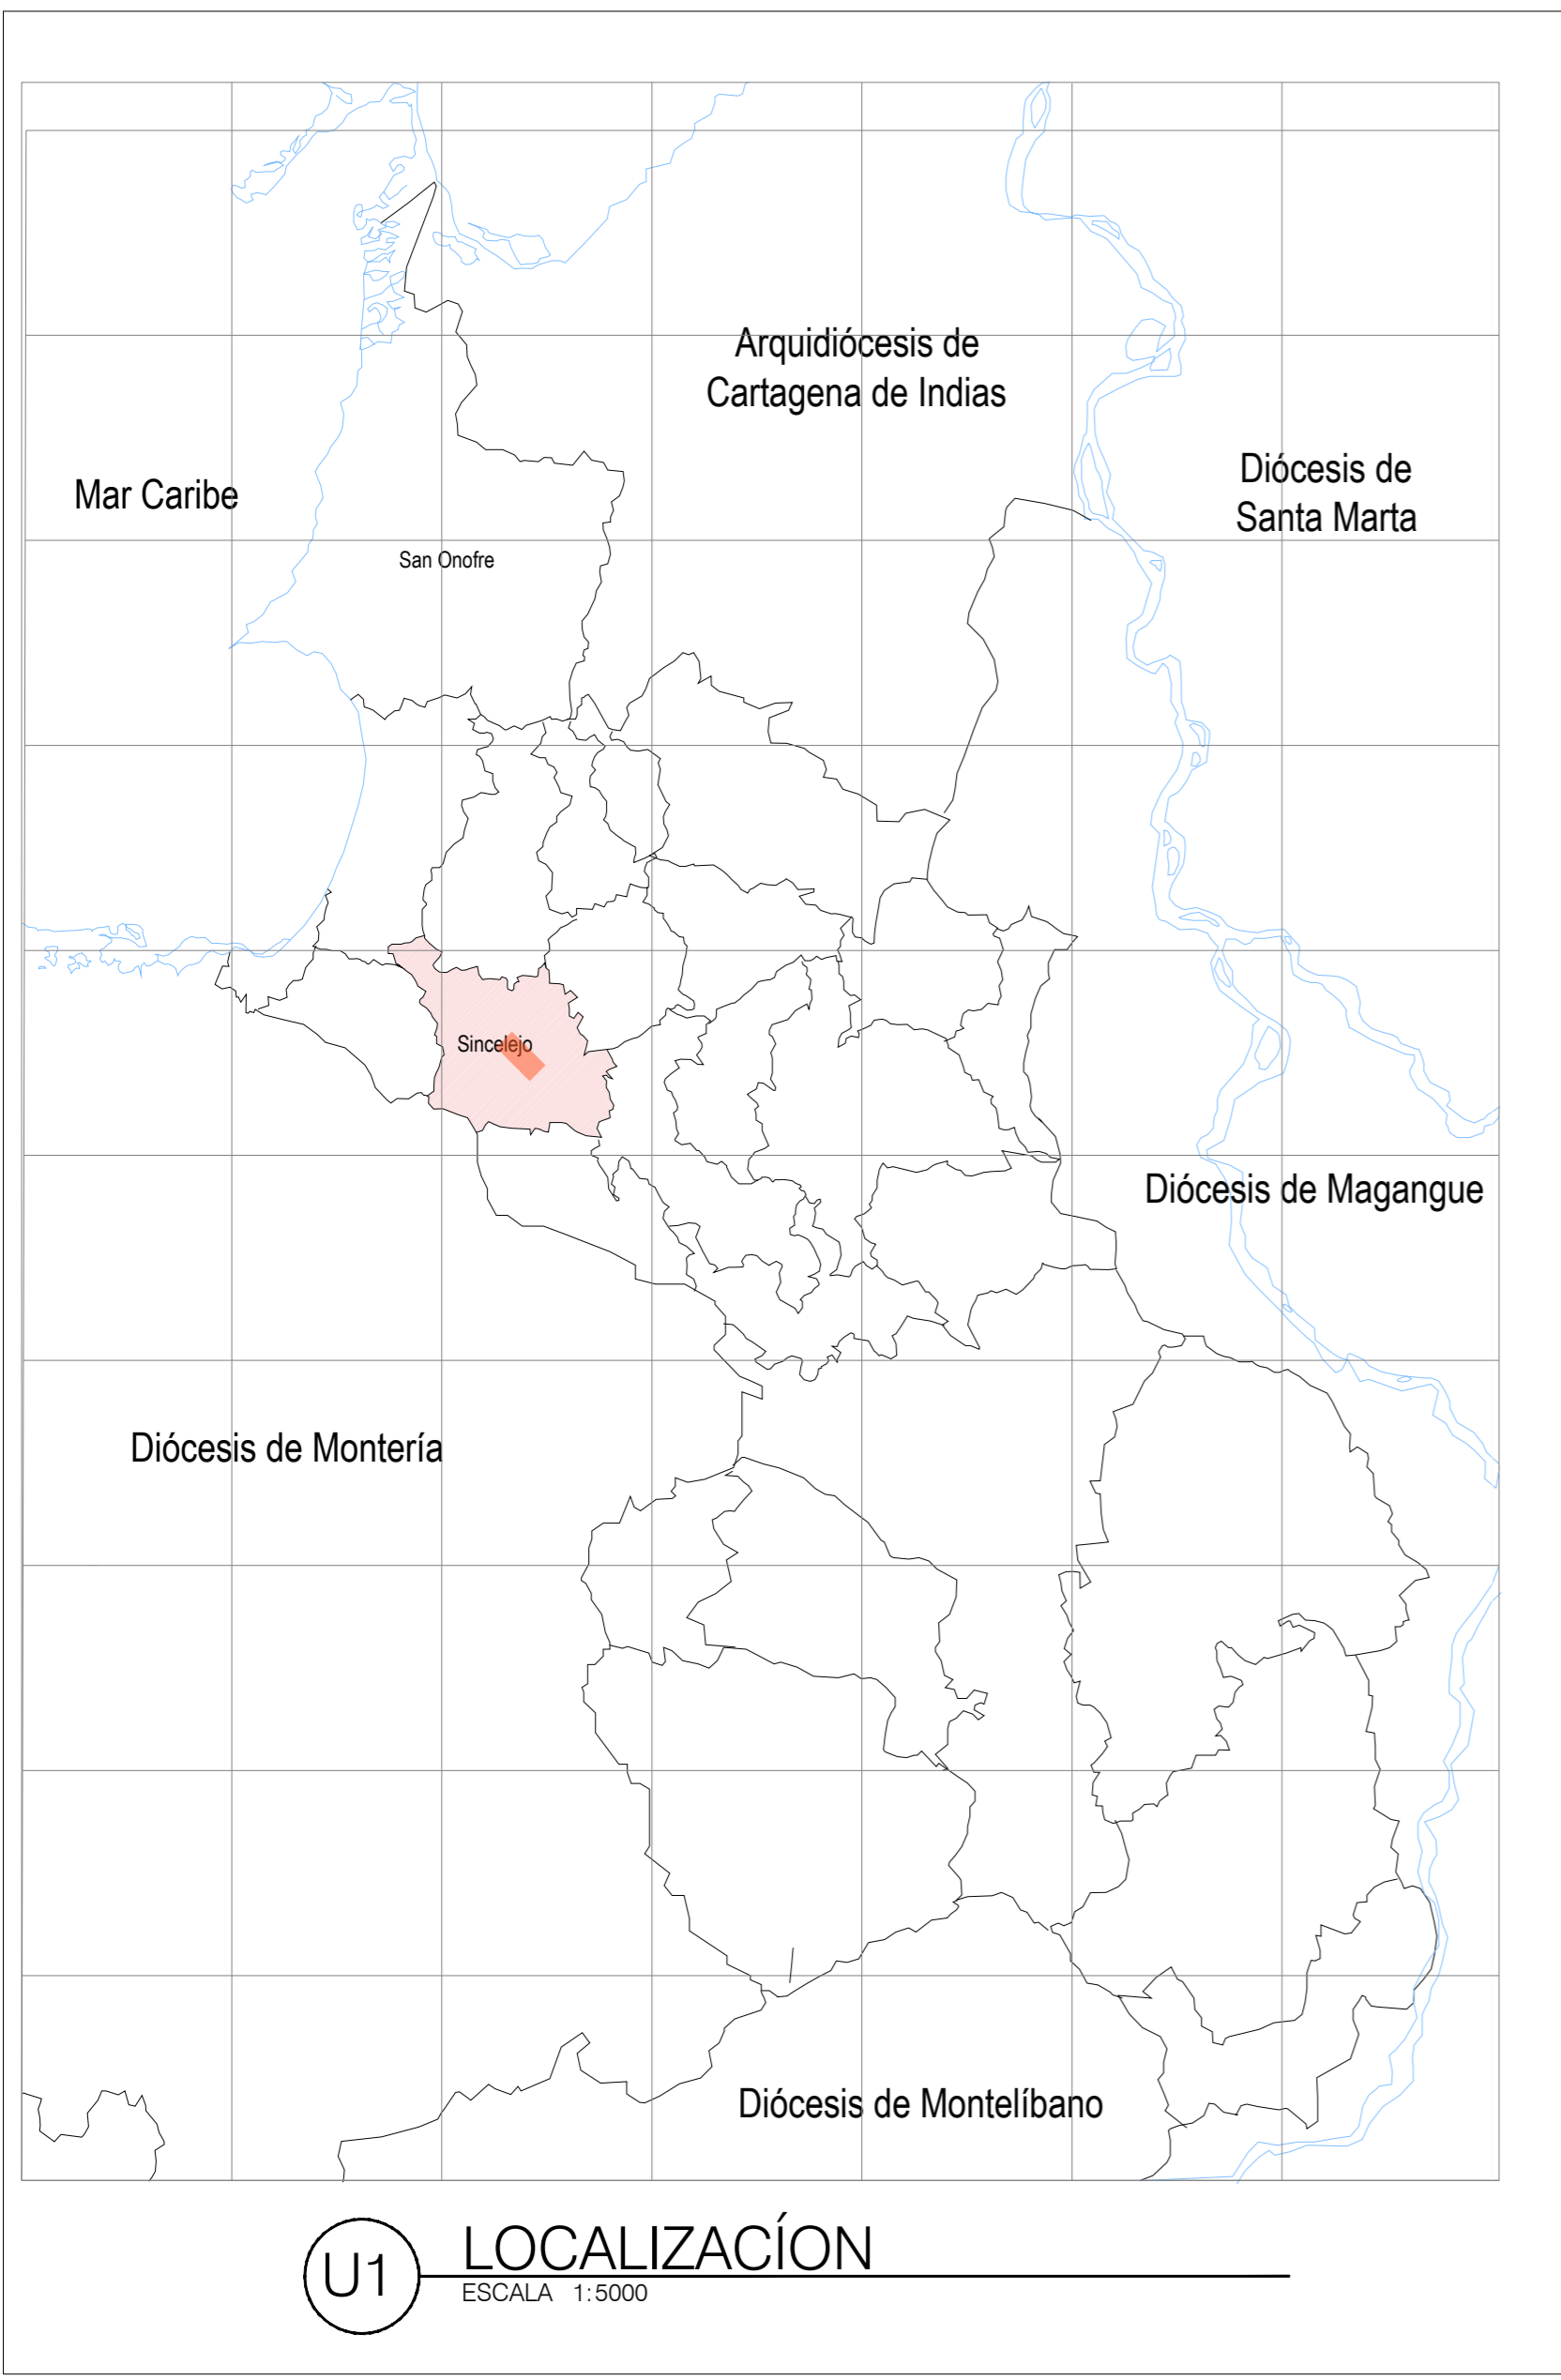 Arquidiócesis de
Cartagena de Indias
Mar Caribe
Diócesis de
Santa Marta
San Onofre
Sincelejo
Diócesis de Magangue
Diócesis de Montería
Diócesis de Montelíbano
U1
LOCALIZACÍON
ESCALA 1:5000